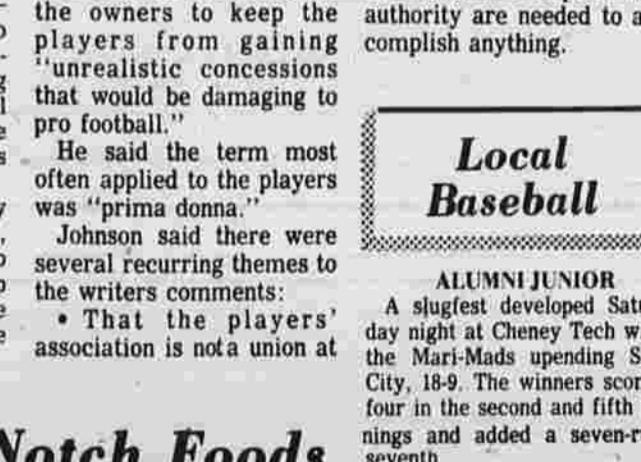 the owners to keep the
players from gaining
"unrealistic concessions
that would be damaging to
pro football."
He said the term most
often applied to the players
was "prima donna."
Johnson said there were
several recurring themes to
the writers comments:
• That the players'
association is not a union at
Notch Foods
authority are needed to
complish anything.
Local
Baseball
ALUMNI JUNIOR
A slugfest developed
day night at Cheney Tech
the Mari-Mads upending
City, 18-9. The winners
four in the second and fifth
nings and added a
seventh